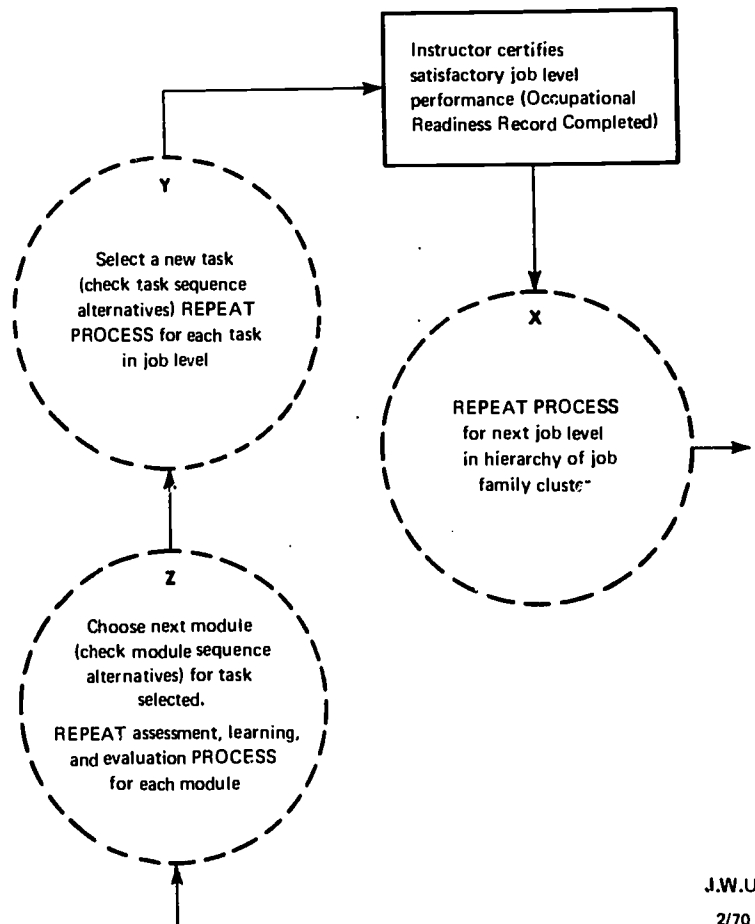 Instructor certifies
satisfactory job level
performance (Occupational
Readiness Record Completed)
Y
Select a new task
(check task sequence
alternatives) REPEAT
PROCESS for each task
in job level
X
REPEAT PROCESS
for next job level
in hierarchy of job
family cluster
Z
Choose next module
(check module sequence
alternatives) for task
selected.
REPEAT assessment, learning,
and evaluation PROCESS
for each module
J.W.U
2/70